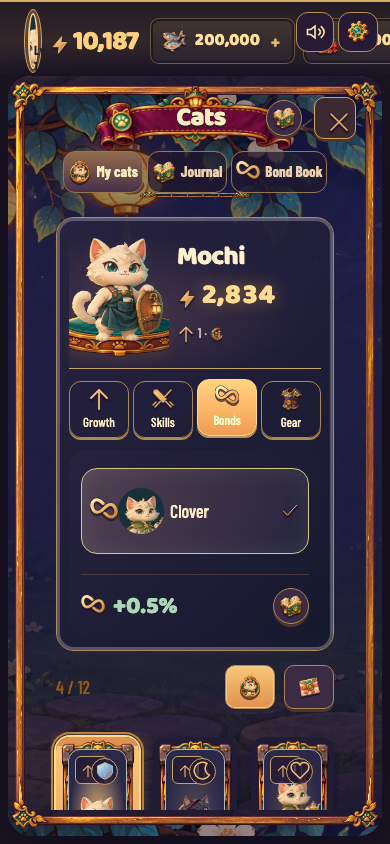 10,187
200,000 +
Cats
My cats
Journal
Bond Book
Mochi
2,834
1 ·
Growth
Skills
Bonds
Gear
Clover
+0.5%
4 / 12